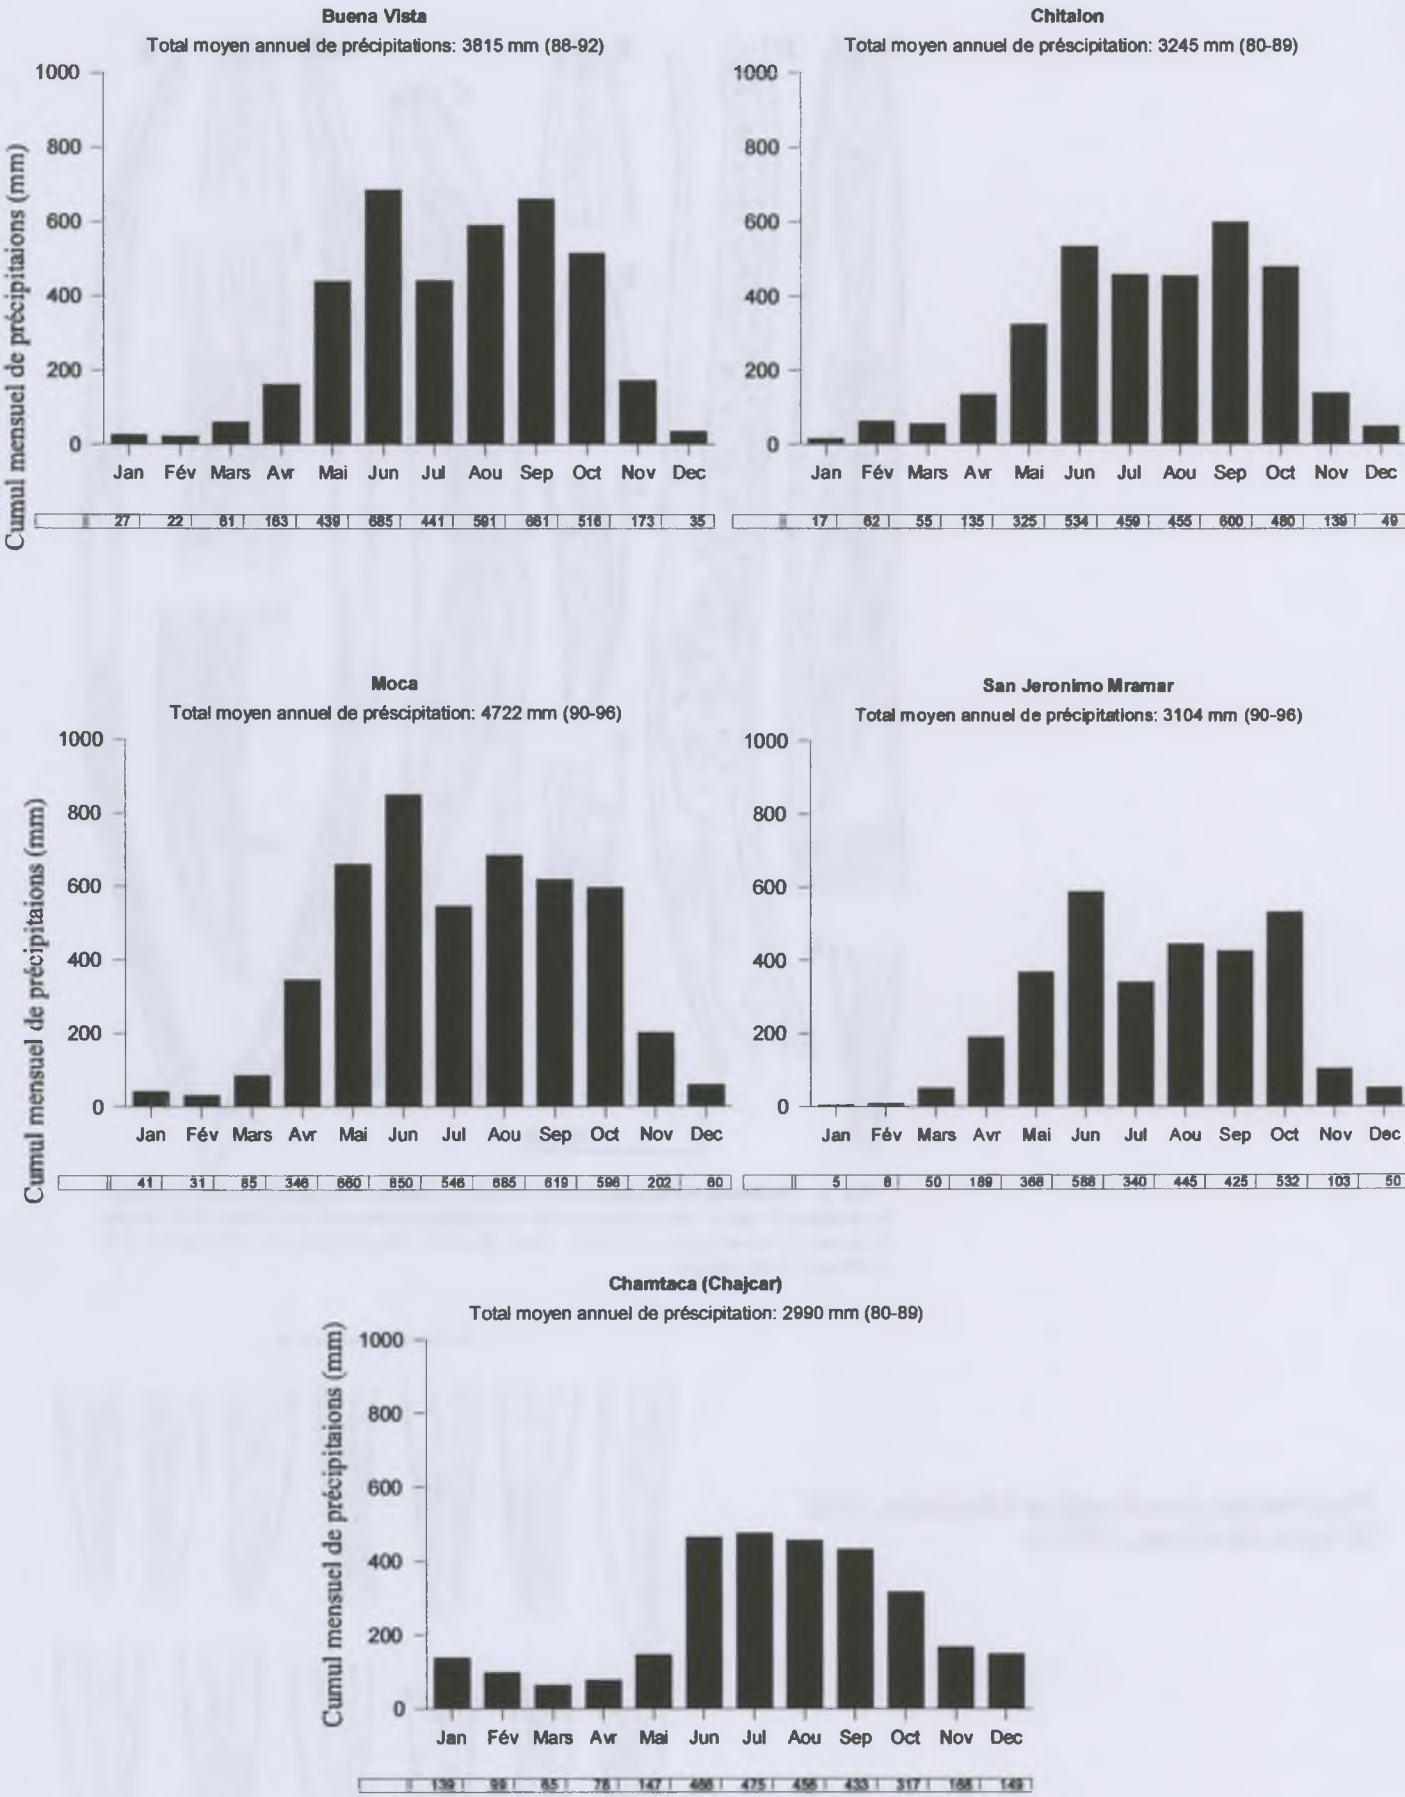 Buena Vista
Total moyen annuel de précipitations: 3815 mm (88-92)
Cumul mensuel de précipitaions (mm)
1000
800
600
400
200
0
Jan Fév Mars Avr Mai Jun Jul Aou Sep Oct Nov Dec
27 22 61 163 439 685 441 591 661 516 173 35
Chitalon
Total moyen annuel de préscipitation: 3245 mm (80-89)
1000
800
600
400
200
0
Jan Fév Mars Avr Mai Jun Jul Aou Sep Oct Nov Dec
17 62 55 135 325 534 459 455 600 480 139 49
Moca
Total moyen annuel de préscipitation: 4722 mm (90-96)
Cumul mensuel de précipitaions (mm)
1000
800
600
400
200
0
Jan Fév Mars Avr Mai Jun Jul Aou Sep Oct Nov Dec
41 31 85 346 660 850 546 685 619 596 202 60
San Jeronimo Mramar
Total moyen annuel de précipitations: 3104 mm (90-96)
1000
800
600
400
200
0
Jan Fév Mars Avr Mai Jun Jul Aou Sep Oct Nov Dec
5 50 189 368 588 340 445 425 532 103 50
Chamtaca (Chajcar)
Total moyen annuel de préscipitation: 2990 mm (80-89)
Cumul mensuel de précipitaions (mm)
1000
800
600
400
200
0
Jan Fév Mars Avr Mai Jun Jul Aou Sep Oct Nov Dec
139 99 65 78 147 475 433 317 168 149